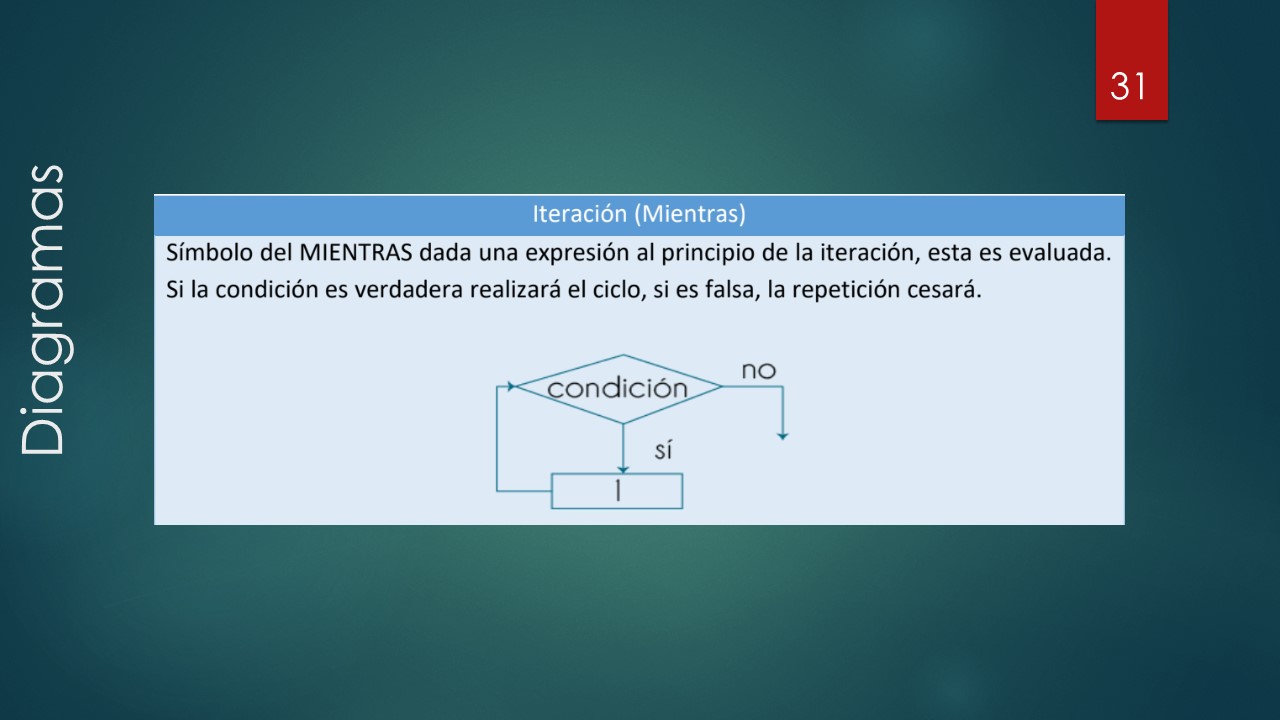 31
Diagramas
Iteración (Mientras)
Símbolo del MIENTRAS dada una expresión al principio de la iteración, esta es evaluada.
Si la condición es verdadera realizará el ciclo, si es falsa, la repetición cesará.
condición
no
sí
1